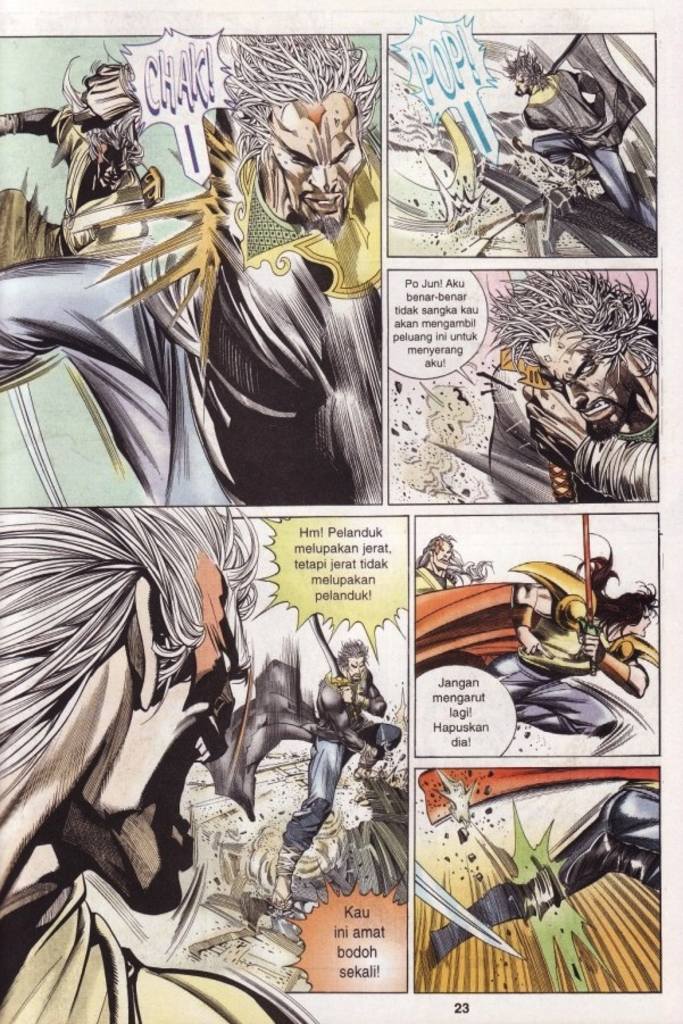 CHAK!
POP!
Po Jun! Aku
benar-benar
tidak sangka kau
akan mengambil
peluang ini untuk
menyerang
aku!
Hm! Pelanduk
melupakan jerat,
tetapi jerat tidak
melupakan
pelanduk!
Kau
ini amat
bodoh
sekali!
Jangan
mengarut
lagi!
Hapuskan
dia!
23